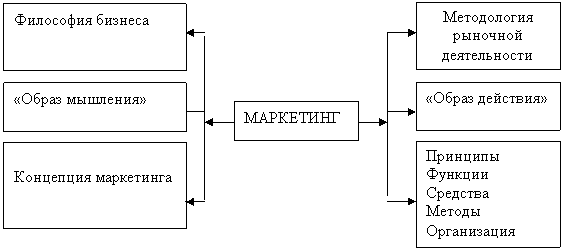 Философия бизнеса
«Образ мышления»
Концепция маркетинга
МАРКЕТИНГ
Методология
рыночной
деятельности
«Образ действия»
Принципы
Функции
Средства
Методы
Организация